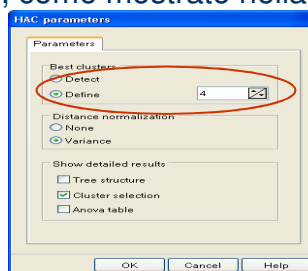 , como mostrato nella
HAC parameters
Parameters
Best clusters
Detect
Define 4
Distance normalization
None
Variance
Show detailed results
Tree structure
Cluster selection
Anova table
OK Cancel Help